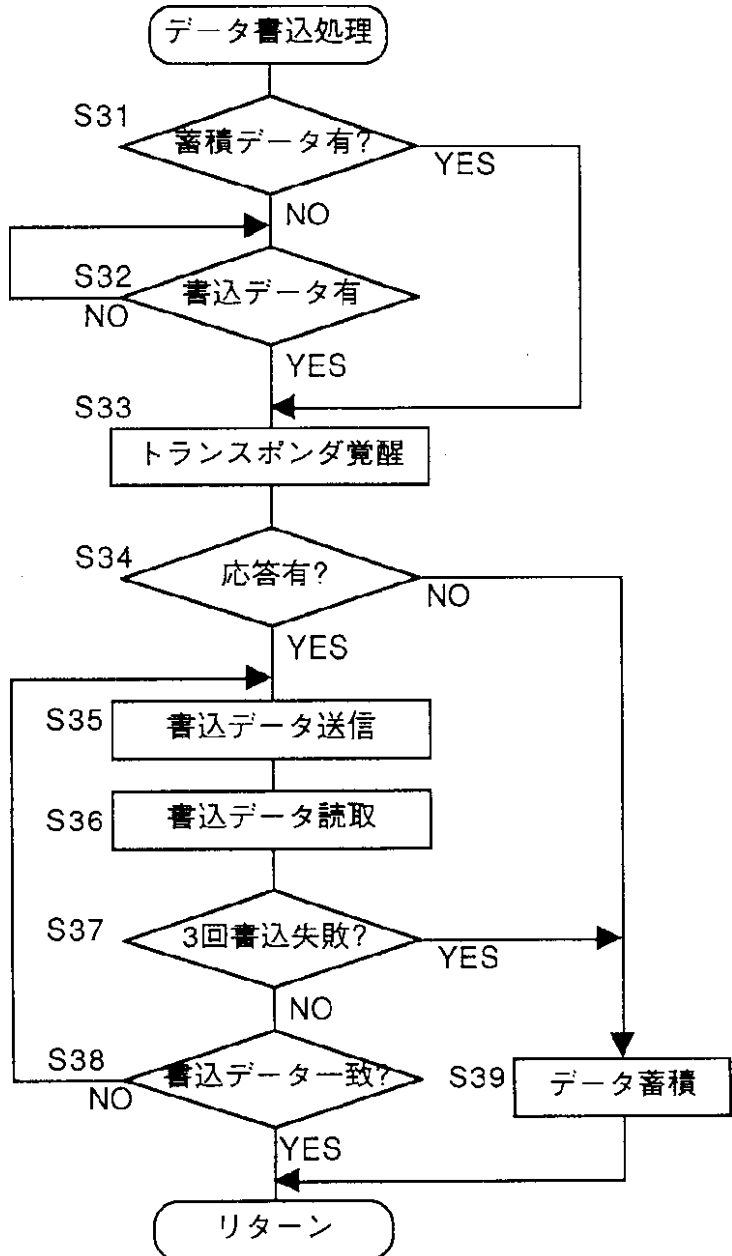 データ書込処理
S31
蓄積データ有?
YES
NO
S32
書込データ有
NO
YES
S33
トランスポンダ覚醒
S34
応答有?
NO
YES
S35
書込データ送信
S36
書込データ読取
S37
3回書込失敗?
YES
NO
S38
書込データ一致?
NO
S39
データ蓄積
YES
リターン